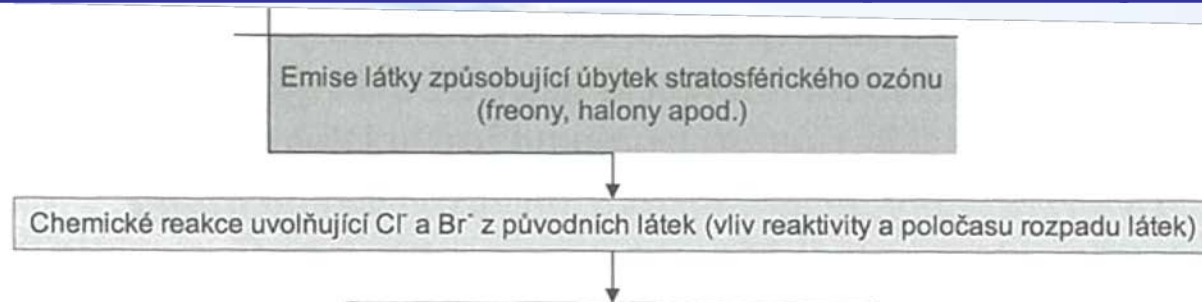 Emise látky způsobující úbytek stratosférického ozónu
(freony, halony apod.)
Chemické reakce uvolňující Cl⁻ a Br⁻ z původních látek (vliv reaktivity a poločasu rozpadu látek)